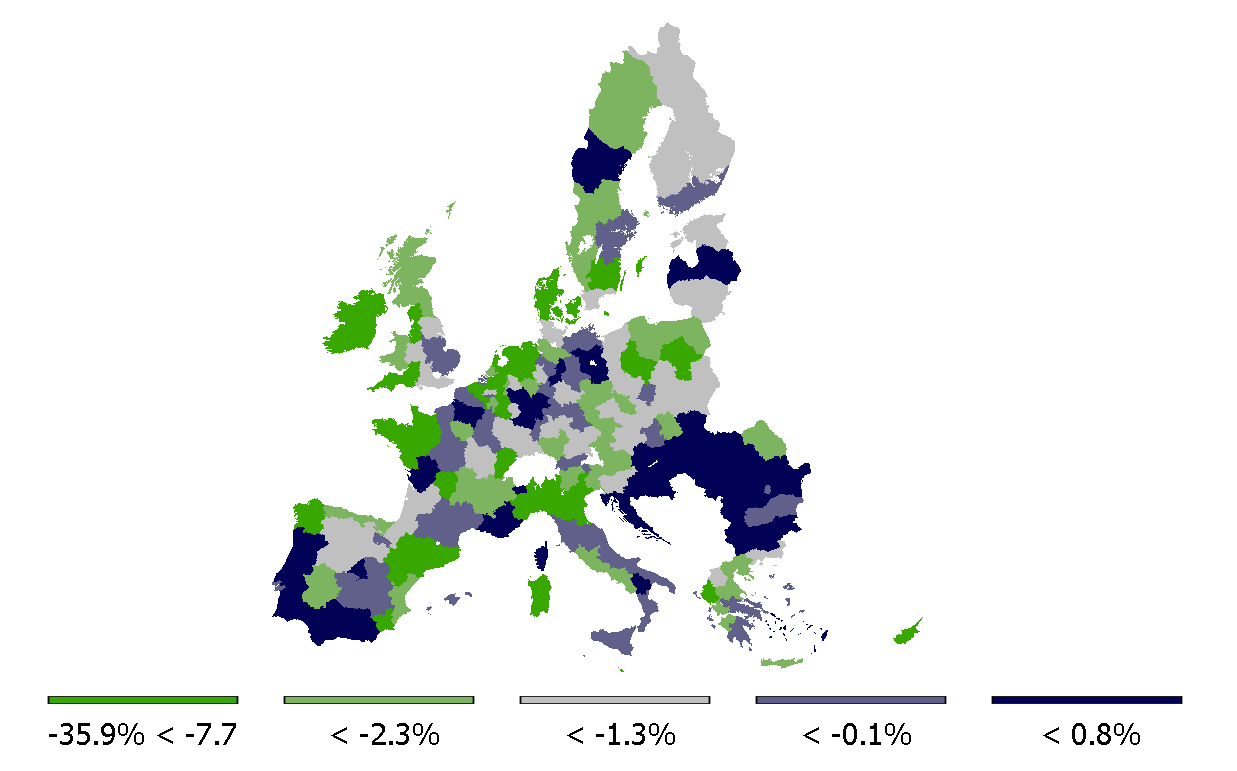 -35.9% < -7.7 < -2.3% < -1.3% < -0.1% < 0.8%